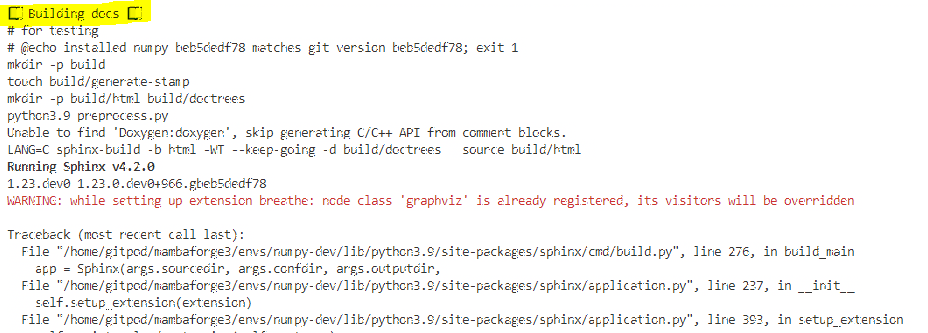 Building docs
# for testing
# @echo installed numpy beb5dedf78 matches git version beb5dedf78; exit 1
mkdir -p build
touch build/generate-stamp
mkdir -p build/html build/doctrees
python3.9 preprocess.py
Unable to find 'Doxygen:doxygen', skip generating C/C++ API from comment blocks.
LANG=C sphinx-build -b html -WT --keep-going -d build/doctrees   source build/html
Running Sphinx v4.2.0
1.23.dev0 1.23.0.dev0+966.gbeb5dedf78
WARNING: while setting up extension breathe: node class 'graphviz' is already registered, its visitors will be overridden
Traceback (most recent call last):
  File "/home/gitpod/mambaforge3/envs/numpy-dev/lib/python3.9/site-packages/sphinx/cmd/build.py", line 276, in build_main
    app = Sphinx(args.sourcedir, args.confdir, args.outputdir,
  File "/home/gitpod/mambaforge3/envs/numpy-dev/lib/python3.9/site-packages/sphinx/application.py", line 237, in __init__
    self.setup_extension(extension)
  File "/home/gitpod/mambaforge3/envs/numpy-dev/lib/python3.9/site-packages/sphinx/application.py", line 393, in setup_extension